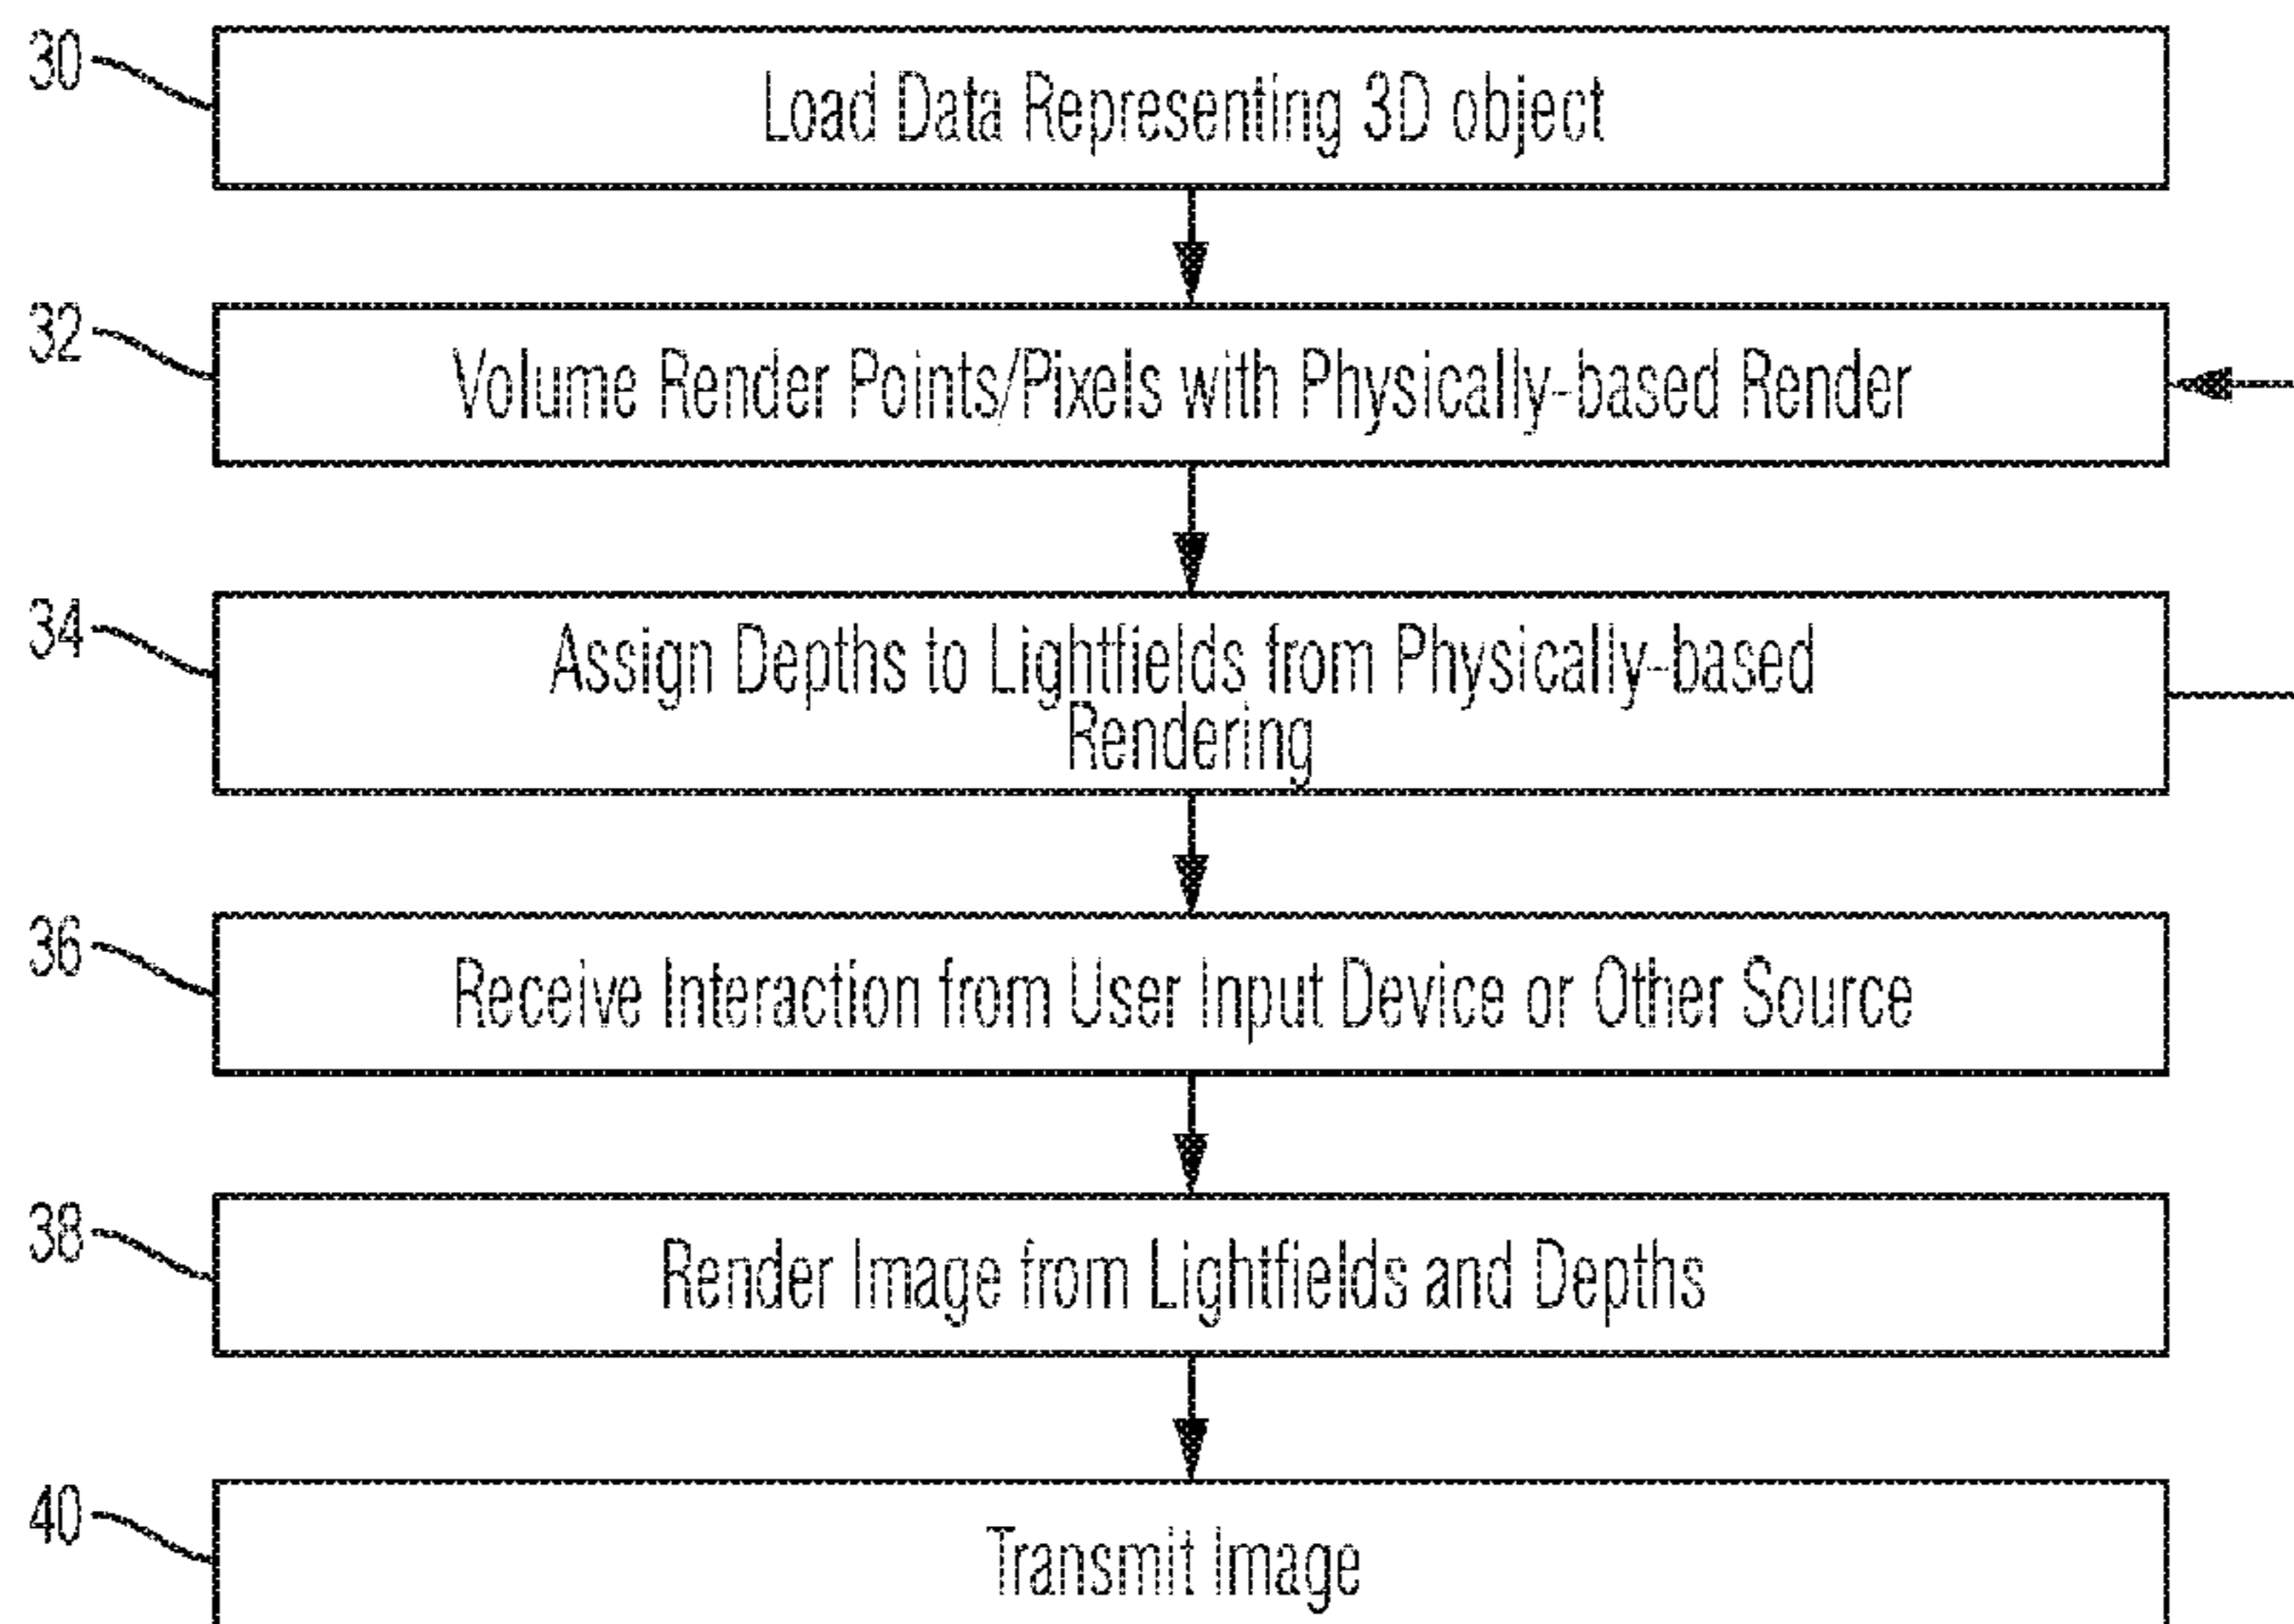 30
Load Data Representing 3D object
32
Volume Render Points/Pixels with Physically-based Render
34
Assign Depths to Lightfields from Physically-based
Rendering
36
Receive Interaction from User Input Device or Other Source
38
Render Image from Lightfields and Depths
40
Transmit Image